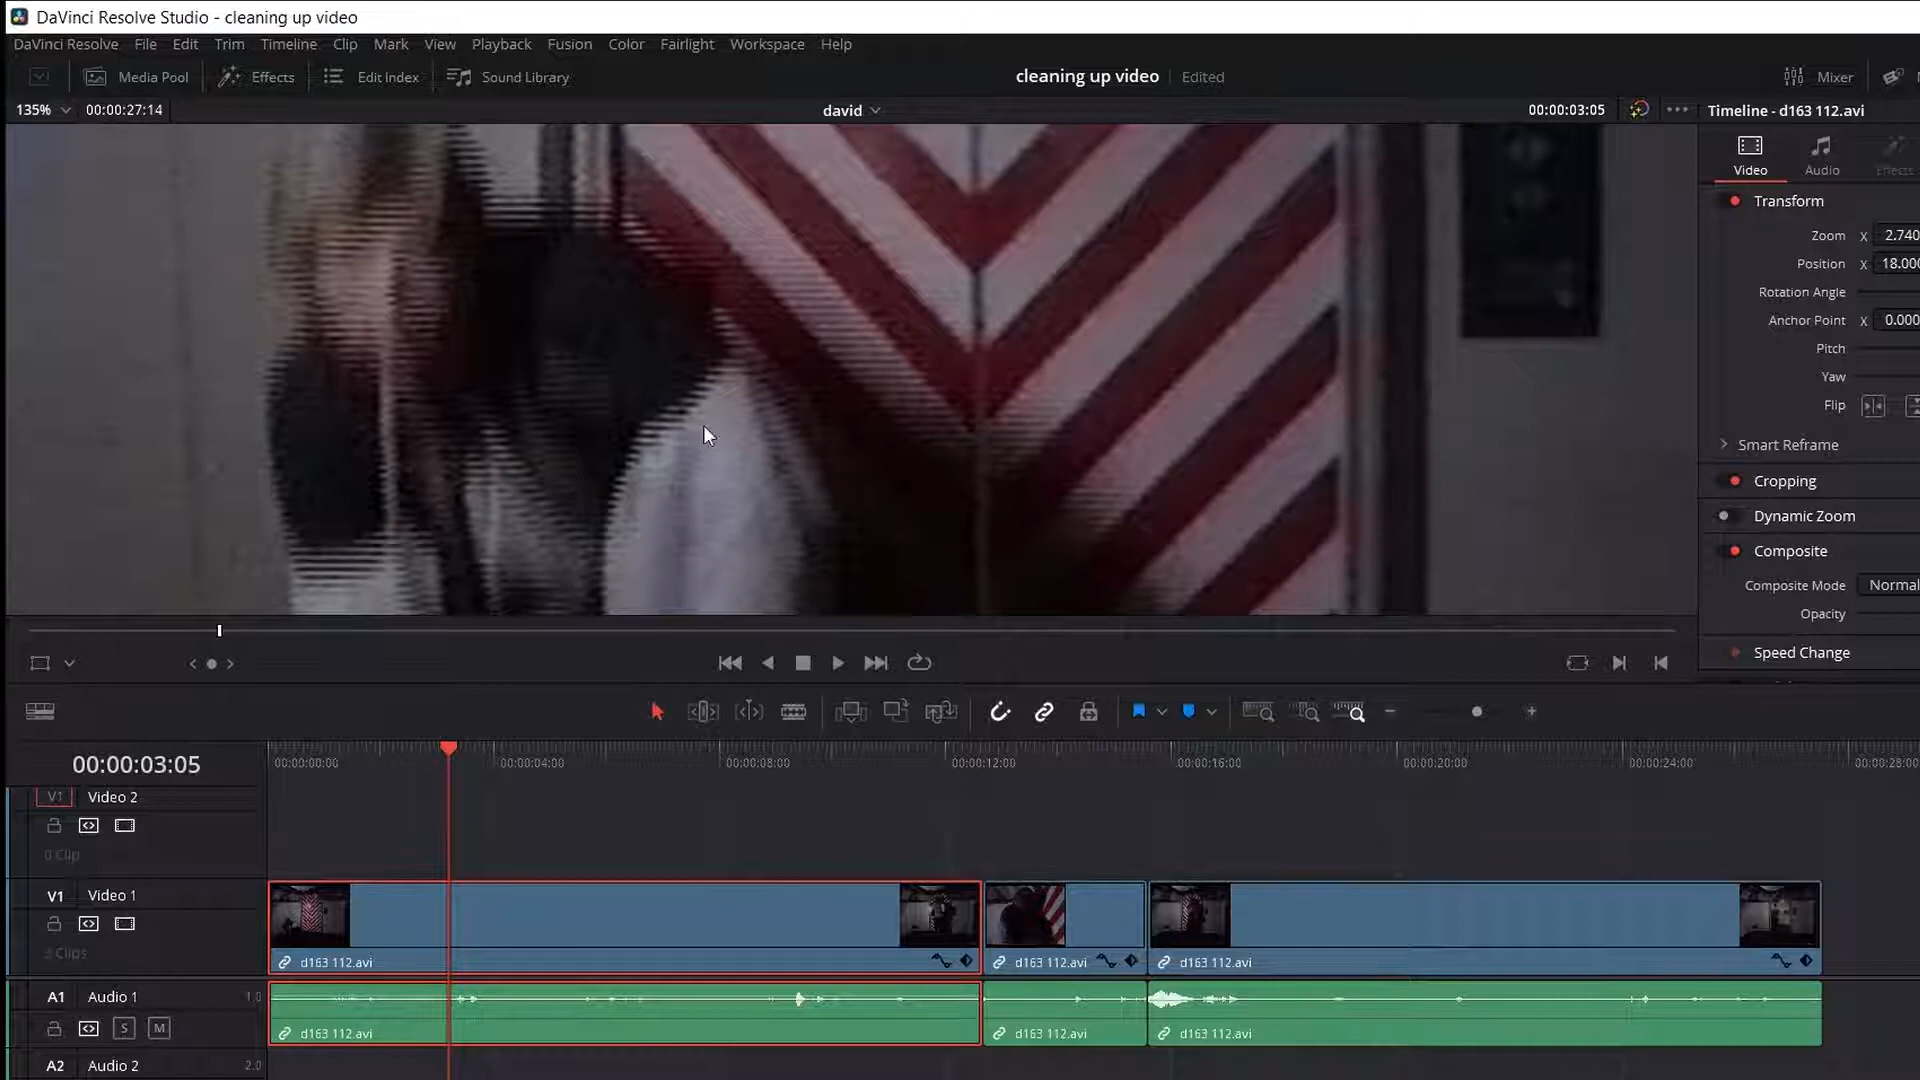 DaVinci Resolve Studio - cleaning up video
DaVinci Resolve File Edit Trim Timeline Clip Mark View Playback Fusion Color Fairlight Workspace Help
Media Pool Effects Edit Index Sound Library cleaning up video Edited Mixer
135% 00:00:27:14 david 00:00:03:05 ••• Timeline - d163 112.avi
Video Audio Effects
Transform
Zoom X 2.740
Position X 18.000
Rotation Angle
Anchor Point X 0.000
Pitch
Yaw
Flip
Smart Reframe
Cropping
Dynamic Zoom
Composite
Composite Mode Normal
Opacity
Speed Change
00:00:03:05 00:00:00:00 00:00:04:00 00:00:08:00 00:00:12:00 00:00:16:00 00:00:20:00 00:00:24:00 00:00:28:00
V1 Video 2
0 Clip
V1 Video 1
3 Clips
d163 112.avi d163 112.avi d163 112.avi
A1 Audio 1 1.0
S M
d163 112.avi d163 112.avi d163 112.avi
A2 Audio 2 2.0